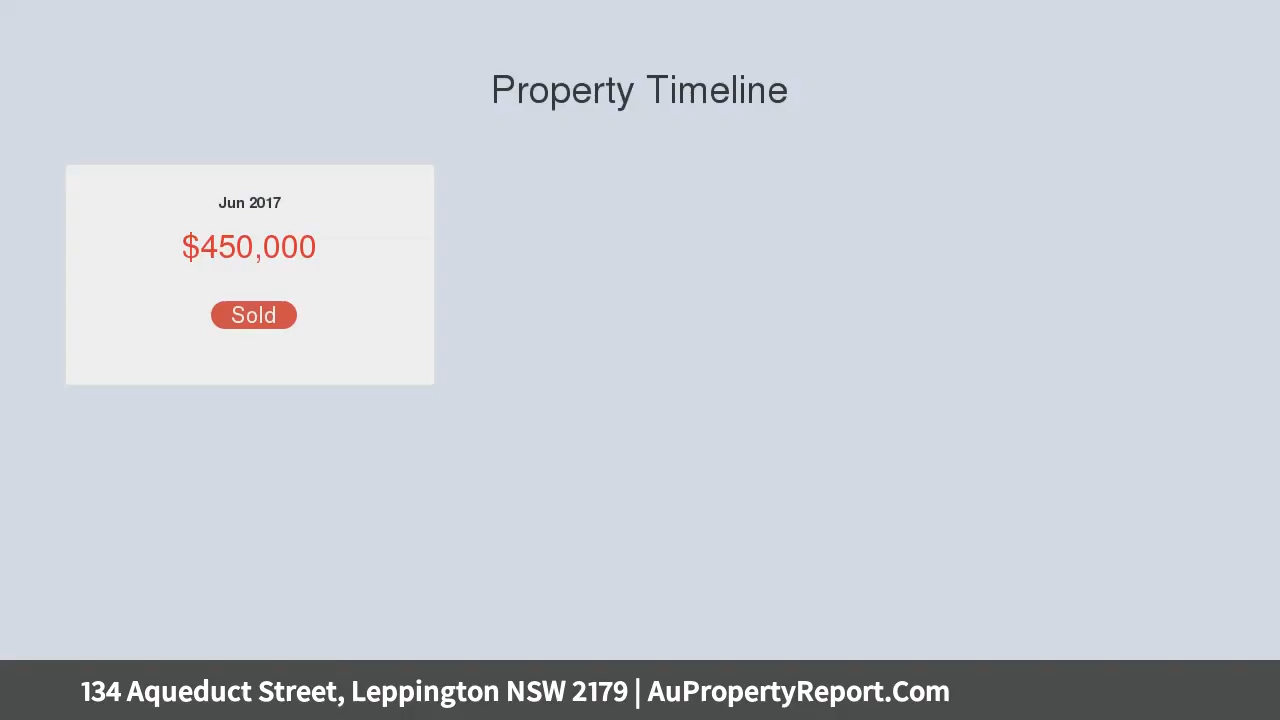 Property Timeline
Jun 2017
$450,000
Sold
134 Aqueduct Street, Leppington NSW 2179 | AuPropertyReport.Com